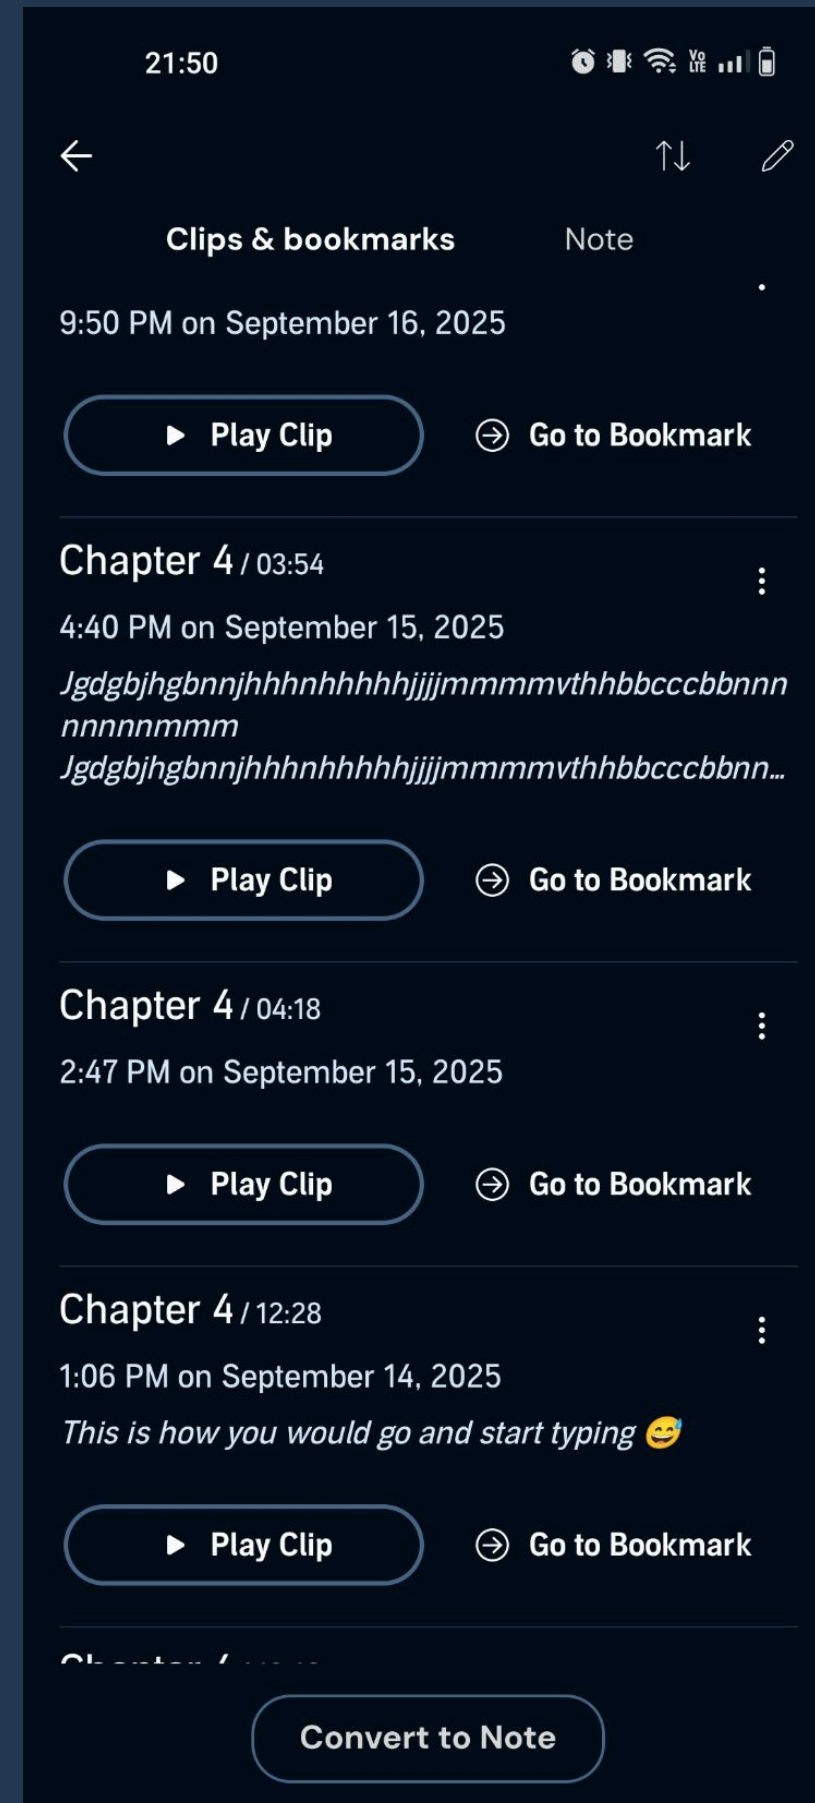 21:50
Vo LTE
Clips & bookmarks Note
9:50 PM on September 16, 2025
Play Clip Go to Bookmark
Chapter 4 / 03:54
4:40 PM on September 15, 2025
Jgdgbjhgbnnjhhhnhhhhhjjjjmmmmvthhbbcccbbnnn
nnnnnmmm
Jgdgbjhgbnnjhhhnhhhhhjjjjmmmmvthhbbcccbbnn...
Play Clip Go to Bookmark
Chapter 4 / 04:18
2:47 PM on September 15, 2025
Play Clip Go to Bookmark
Chapter 4 / 12:28
1:06 PM on September 14, 2025
This is how you would go and start typing 😅
Play Clip Go to Bookmark
Convert to Note